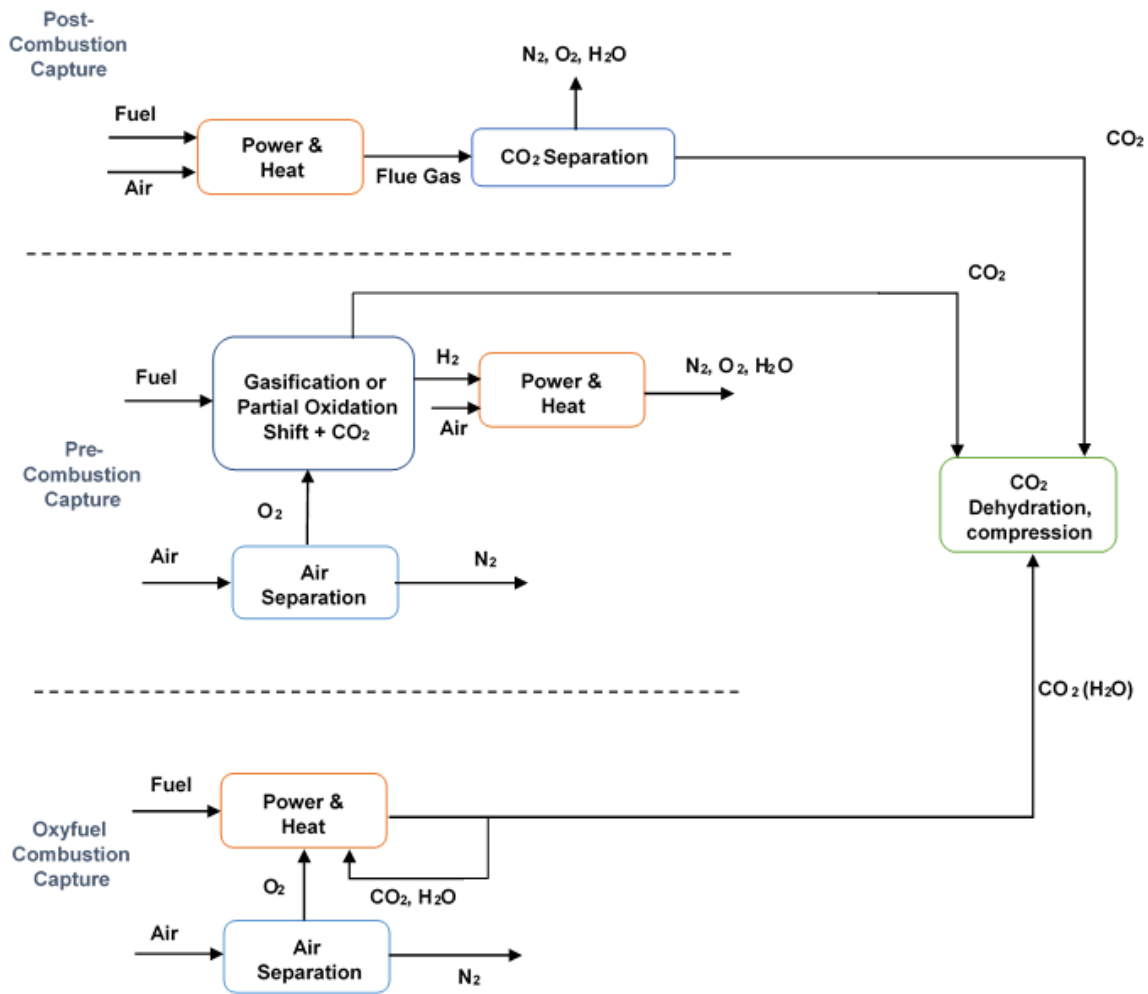 Post-
Combustion
Capture
N₂, O₂, H₂O
Fuel
Power &
Heat
CO₂ Separation
CO₂
Air
Flue Gas
CO₂
Fuel
Gasification or
Partial Oxidation
Shift + CO₂
H₂
Air
Power &
Heat
N₂, O₂, H₂O
Pre-
Combustion
Capture
O₂
Air
Air
Separation
N₂
CO₂
Dehydration,
compression
CO₂ (H₂O)
Oxyfuel
Combustion
Capture
Fuel
Power &
Heat
O₂
CO₂, H₂O
Air
Air
Separation
N₂